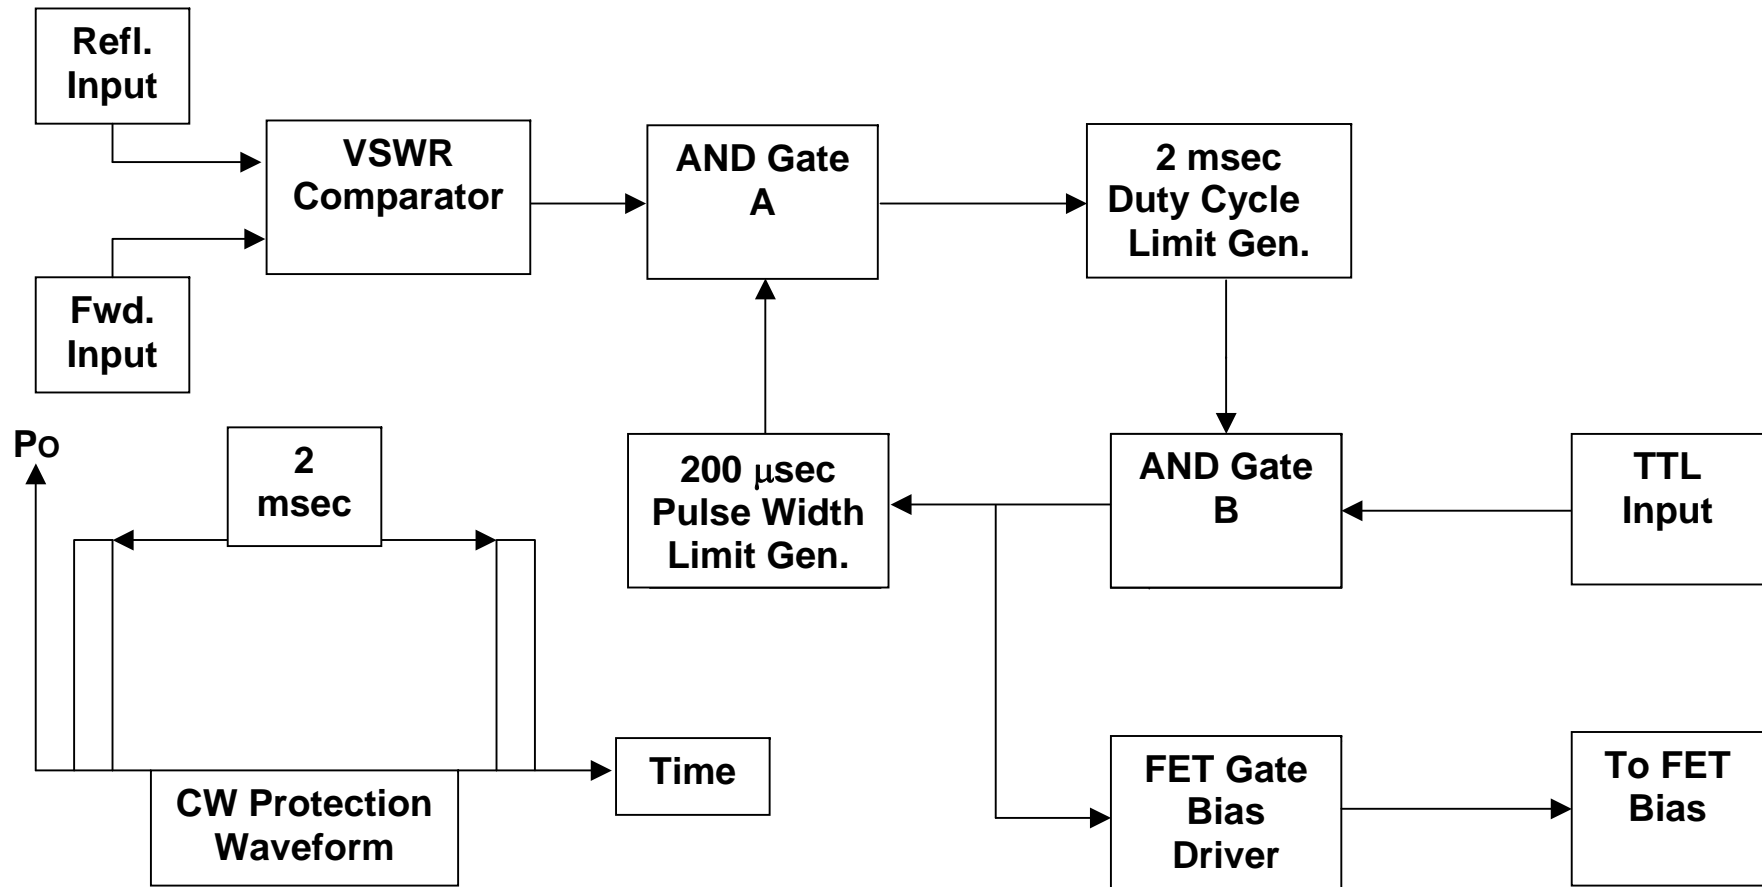 Refl.
Input
VSWR
Comparator
AND Gate
A
2 msec
Duty Cycle
Limit Gen.
Fwd.
Input
PO
2
msec
200 μsec
Pulse Width
Limit Gen.
AND Gate
B
TTL
Input
Time
CW Protection
Waveform
FET Gate
Bias
Driver
To FET
Bias